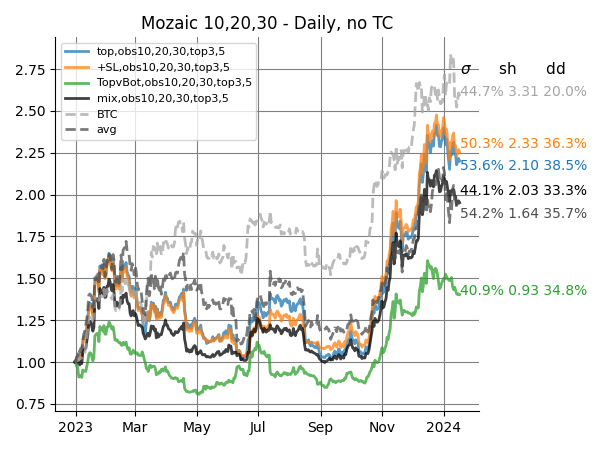 Mozaic 10,20,30 - Daily, no TC
top,obs10,20,30,top3,5
+SL,obs10,20,30,top3,5
TopvBot,obs10,20,30,top3,5
mix,obs10,20,30,top3,5
BTC
avg
σ sh dd
44.7% 3.31 20.0%
50.3% 2.33 36.3%
53.6% 2.10 38.5%
44.1% 2.03 33.3%
54.2% 1.64 35.7%
40.9% 0.93 34.8%
2.75
2.50
2.25
2.00
1.75
1.50
1.25
1.00
0.75
2023 Mar May Jul Sep Nov 2024